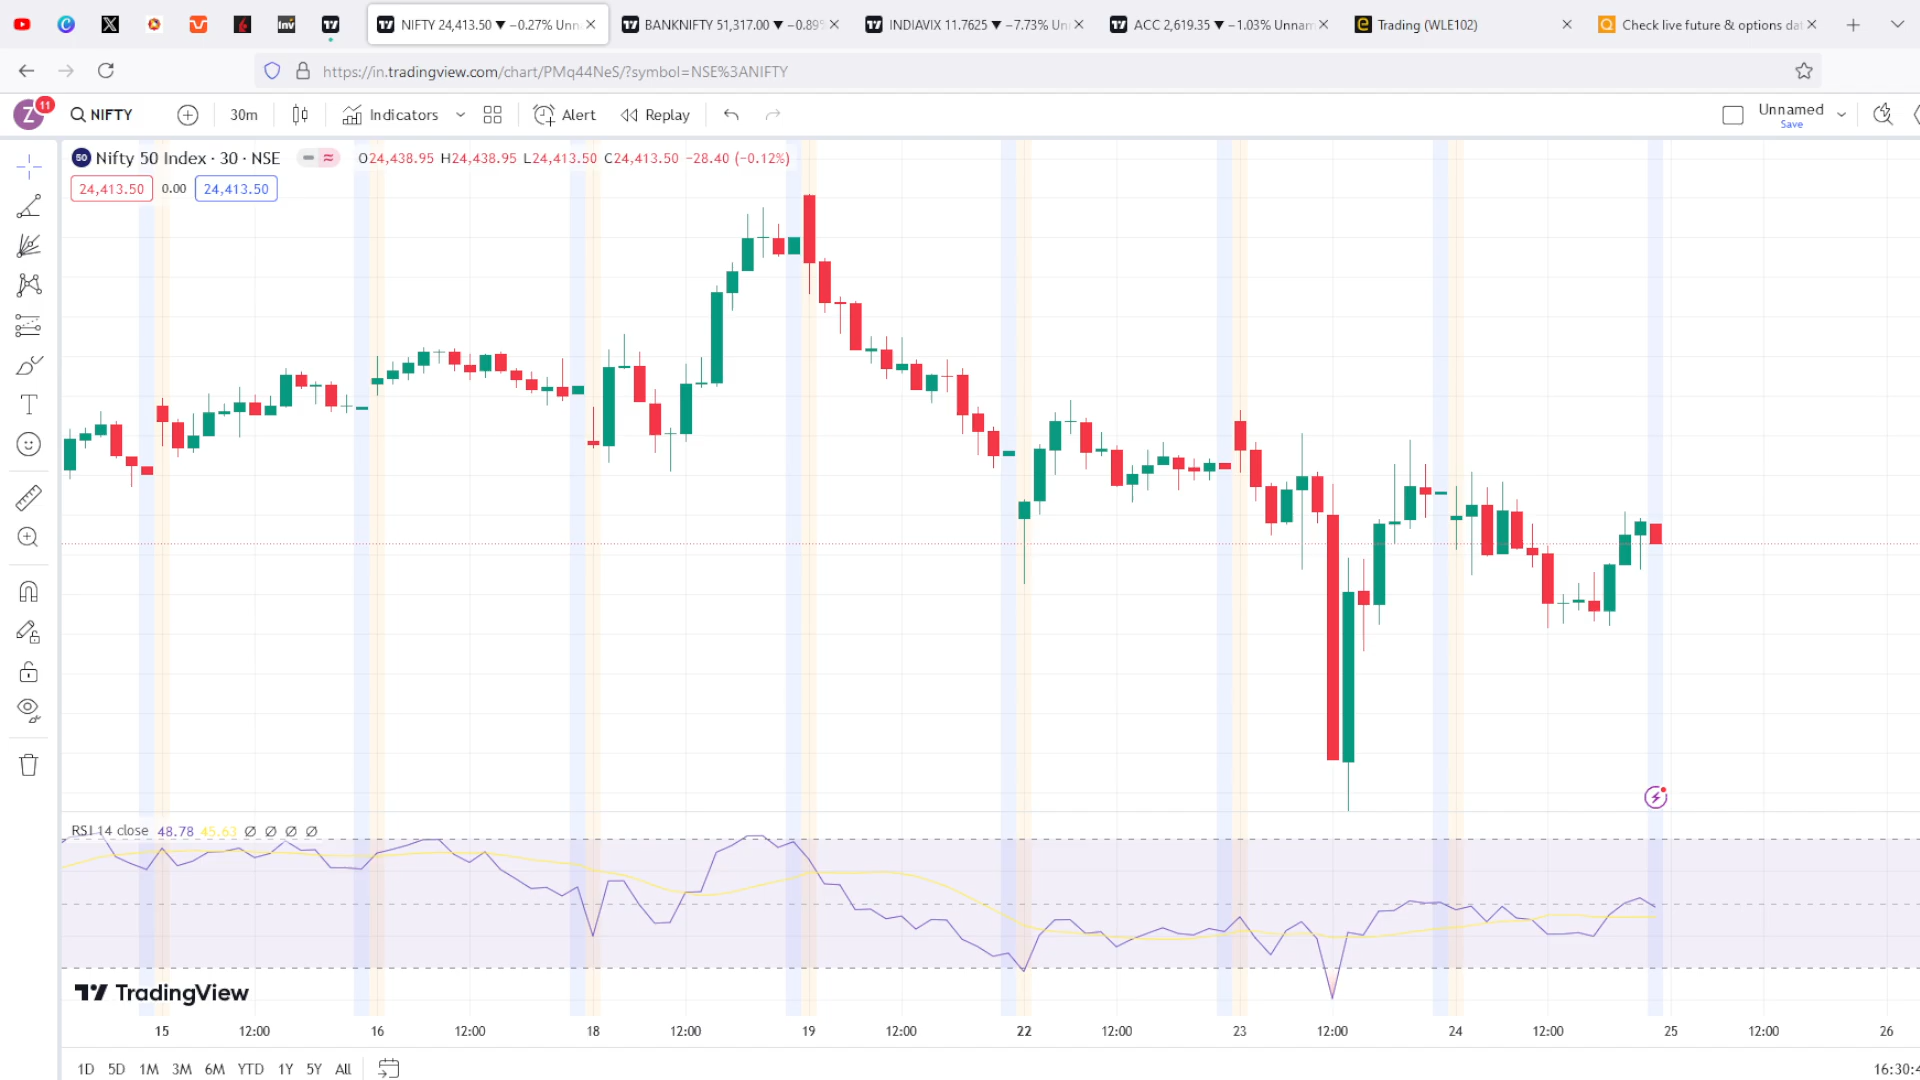 NIFTY 24,413.50 ▼ −0.27% Unn
BANKNIFTY 51,317.00 ▼ −0.89%
INDIAVIX 11.7625 ▼ −7.73% Un
ACC 2,619.35 ▼ −1.03% Unnam
Trading (WLE102)
Check live future & options da
https://in.tradingview.com/chart/PMq44NeS/?symbol=NSE%3ANIFTY
Z 11 NIFTY 30m Indicators Alert Replay Unnamed
Save
50 Nifty 50 Index · 30 · NSE O24,438.95 H24,438.95 L24,413.50 C24,413.50 −28.40 (−0.12%)
24,413.50 0.00 24,413.50
RSI 14 close 48.78 45.63 Ø Ø Ø Ø
TradingView
15 12:00 16 12:00 18 12:00 19 12:00 22 12:00 23 12:00 24 12:00 25 12:00 26
1D 5D 1M 3M 6M YTD 1Y 5Y All 16:30:4